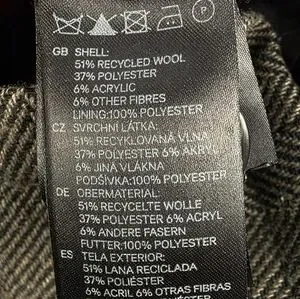 P
GB SHELL:
51% RECYCLED WOOL
37% POLYESTER
6% ACRYLIC
6% OTHER FIBRES
LINING:100% POLYESTER
CZ SVRCHNÍ LÁTKA:
51% RECYKLOVANÁ VLNA
37% POLYESTER 6% AKRYL
6% JINÁ VLÁKNA
PODŠÍVKA:100% POLYESTER
DE OBERMATERIAL:
51% RECYCELTE WOLLE
37% POLYESTER 6% ACRYL
6% ANDERE FASERN
FUTTER:100% POLYESTER
ES TELA EXTERIOR:
51% LANA RECICLADA
37% POLIÉSTER
6% ACRIL 6% OTRAS FIBRAS